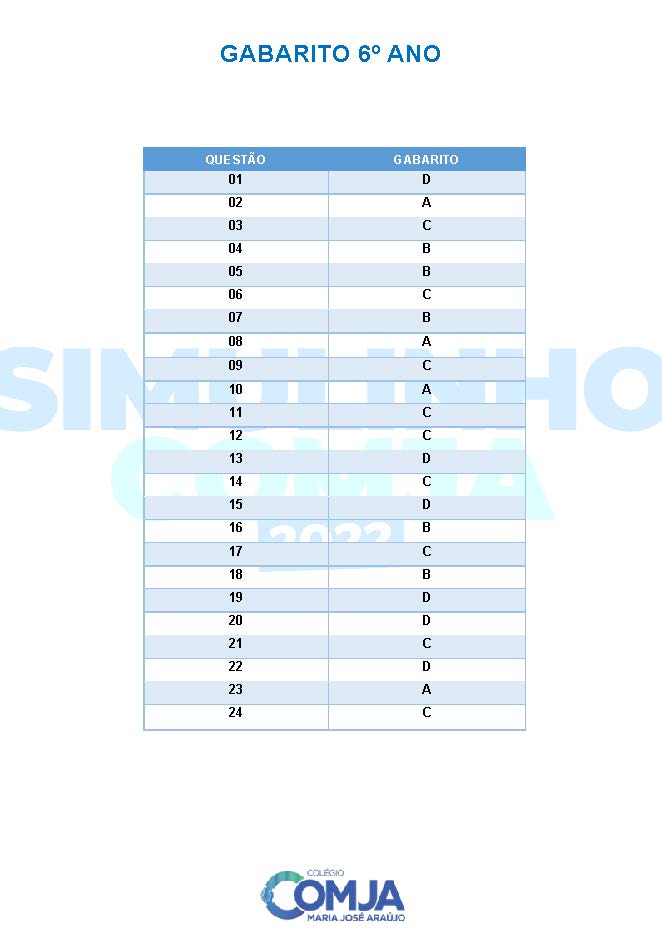 GABARITO 6º ANO
QUESTÃO GABARITO
01 D
02 A
03 C
04 B
05 B
06 C
07 B
08 A
09 C
10 A
11 C
12 C
13 D
14 C
15 D
16 B
17 C
18 B
19 D
20 D
21 C
22 D
23 A
24 C
SIMULINHO
COMJA
2022
COLÉGIO
COMJA
MARIA JOSÉ ARAÚJO